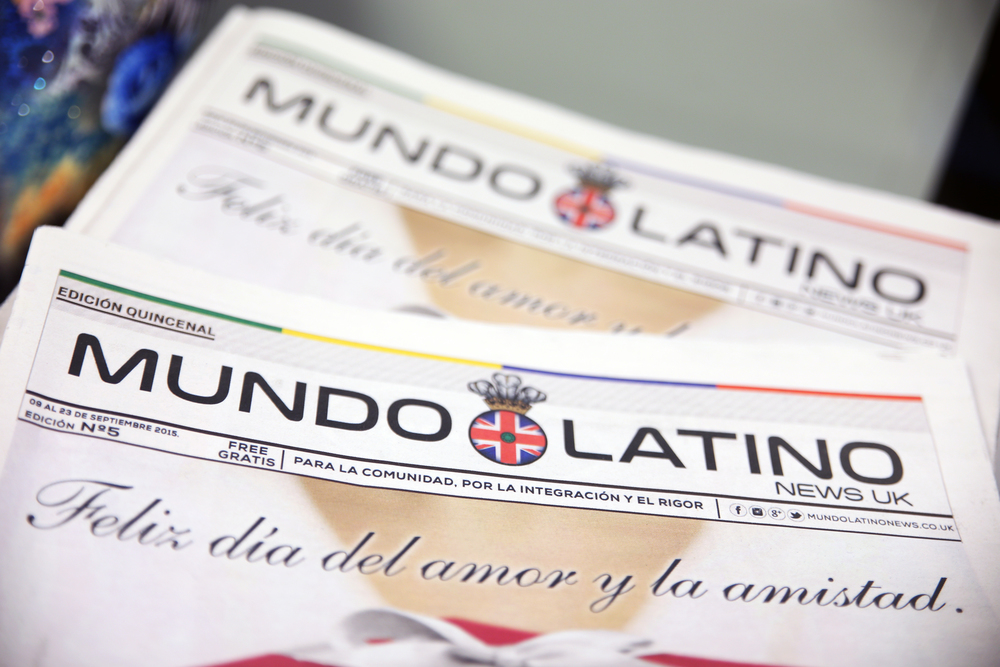 MUNDO LATINO
NEWS UK
Feliz día del amor y l
EDICIÓN QUINCENAL
MUNDO LATINO
NEWS UK
09 AL 23 DE SEPTIEMBRE 2015.
EDICIÓN Nº5
FREE
GRATIS
PARA LA COMUNIDAD, POR LA INTEGRACIÓN Y EL RIGOR
MUNDOLATINONEWS.CO.UK
Feliz día del amor y la amistad.